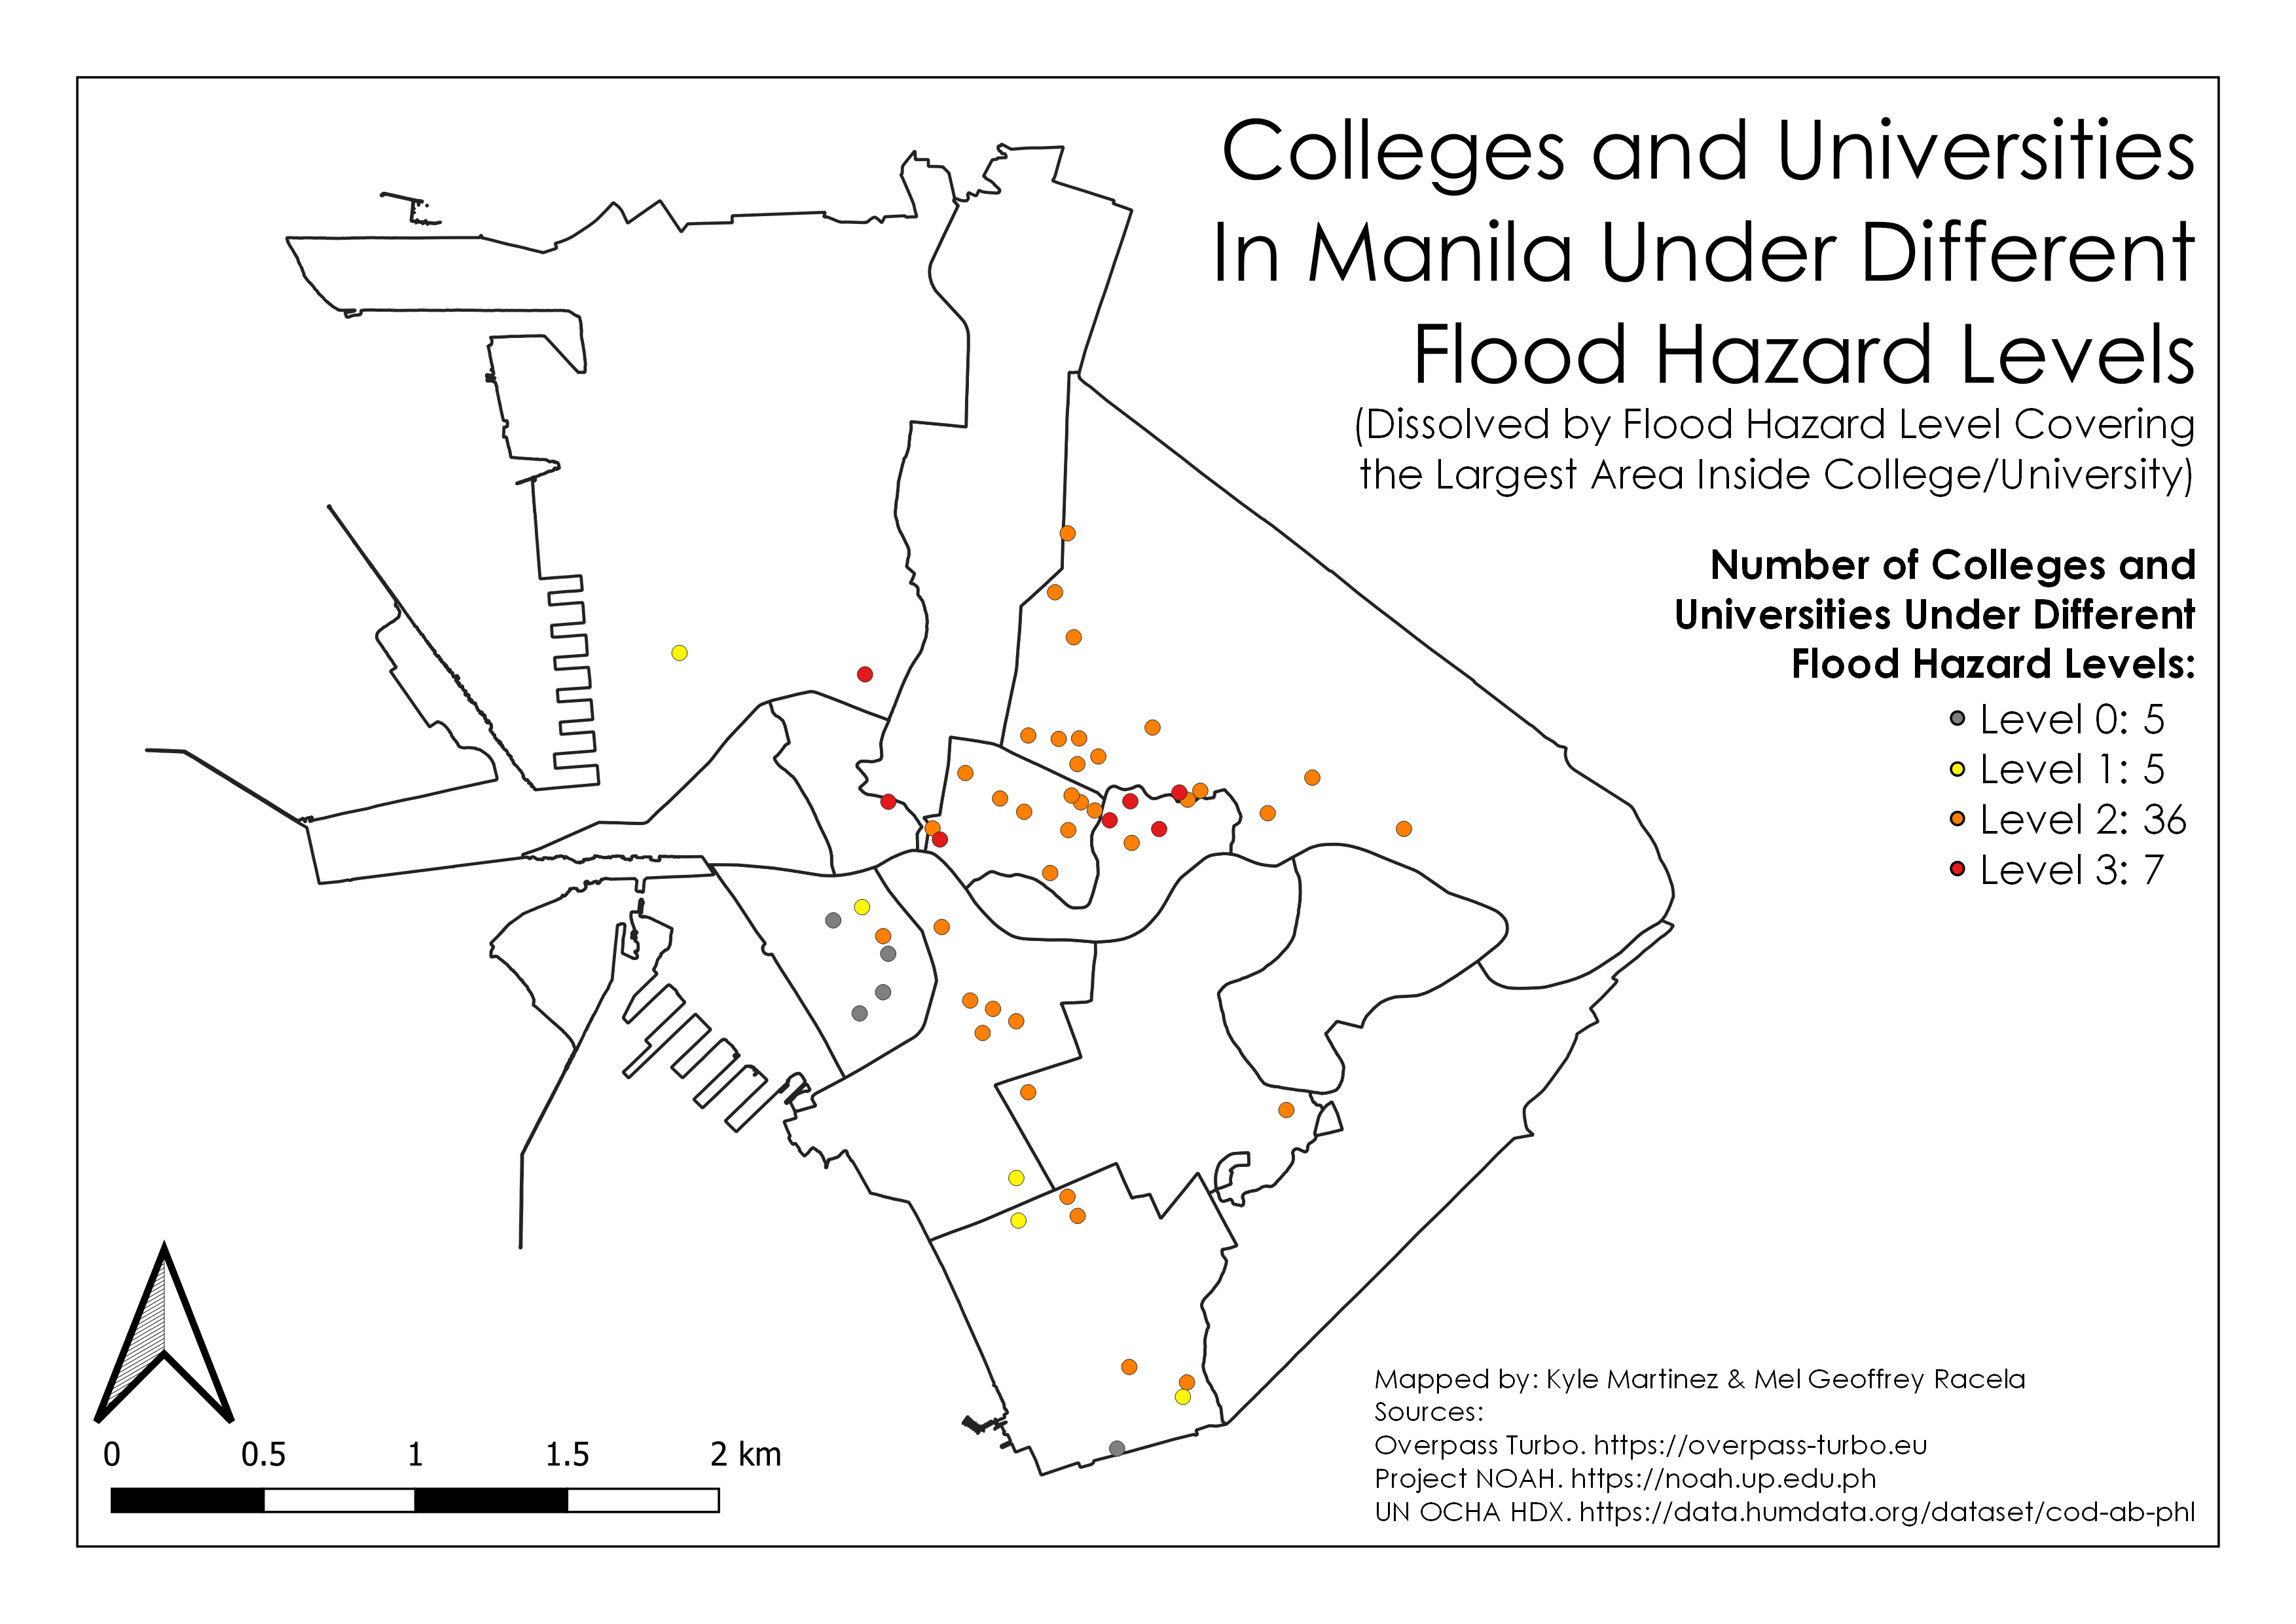 Colleges and Universities
In Manila Under Different
Flood Hazard Levels
(Dissolved by Flood Hazard Level Covering
the Largest Area Inside College/University)
Number of Colleges and
Universities Under Different
Flood Hazard Levels:
Level 0: 5
Level 1: 5
Level 2: 36
Level 3: 7
0 0.5 1 1.5 2 km
Mapped by: Kyle Martinez & Mel Geoffrey Racela
Sources:
Overpass Turbo. https://overpass-turbo.eu
Project NOAH. https://noah.up.edu.ph
UN OCHA HDX. https://data.humdata.org/dataset/cod-ab-phl